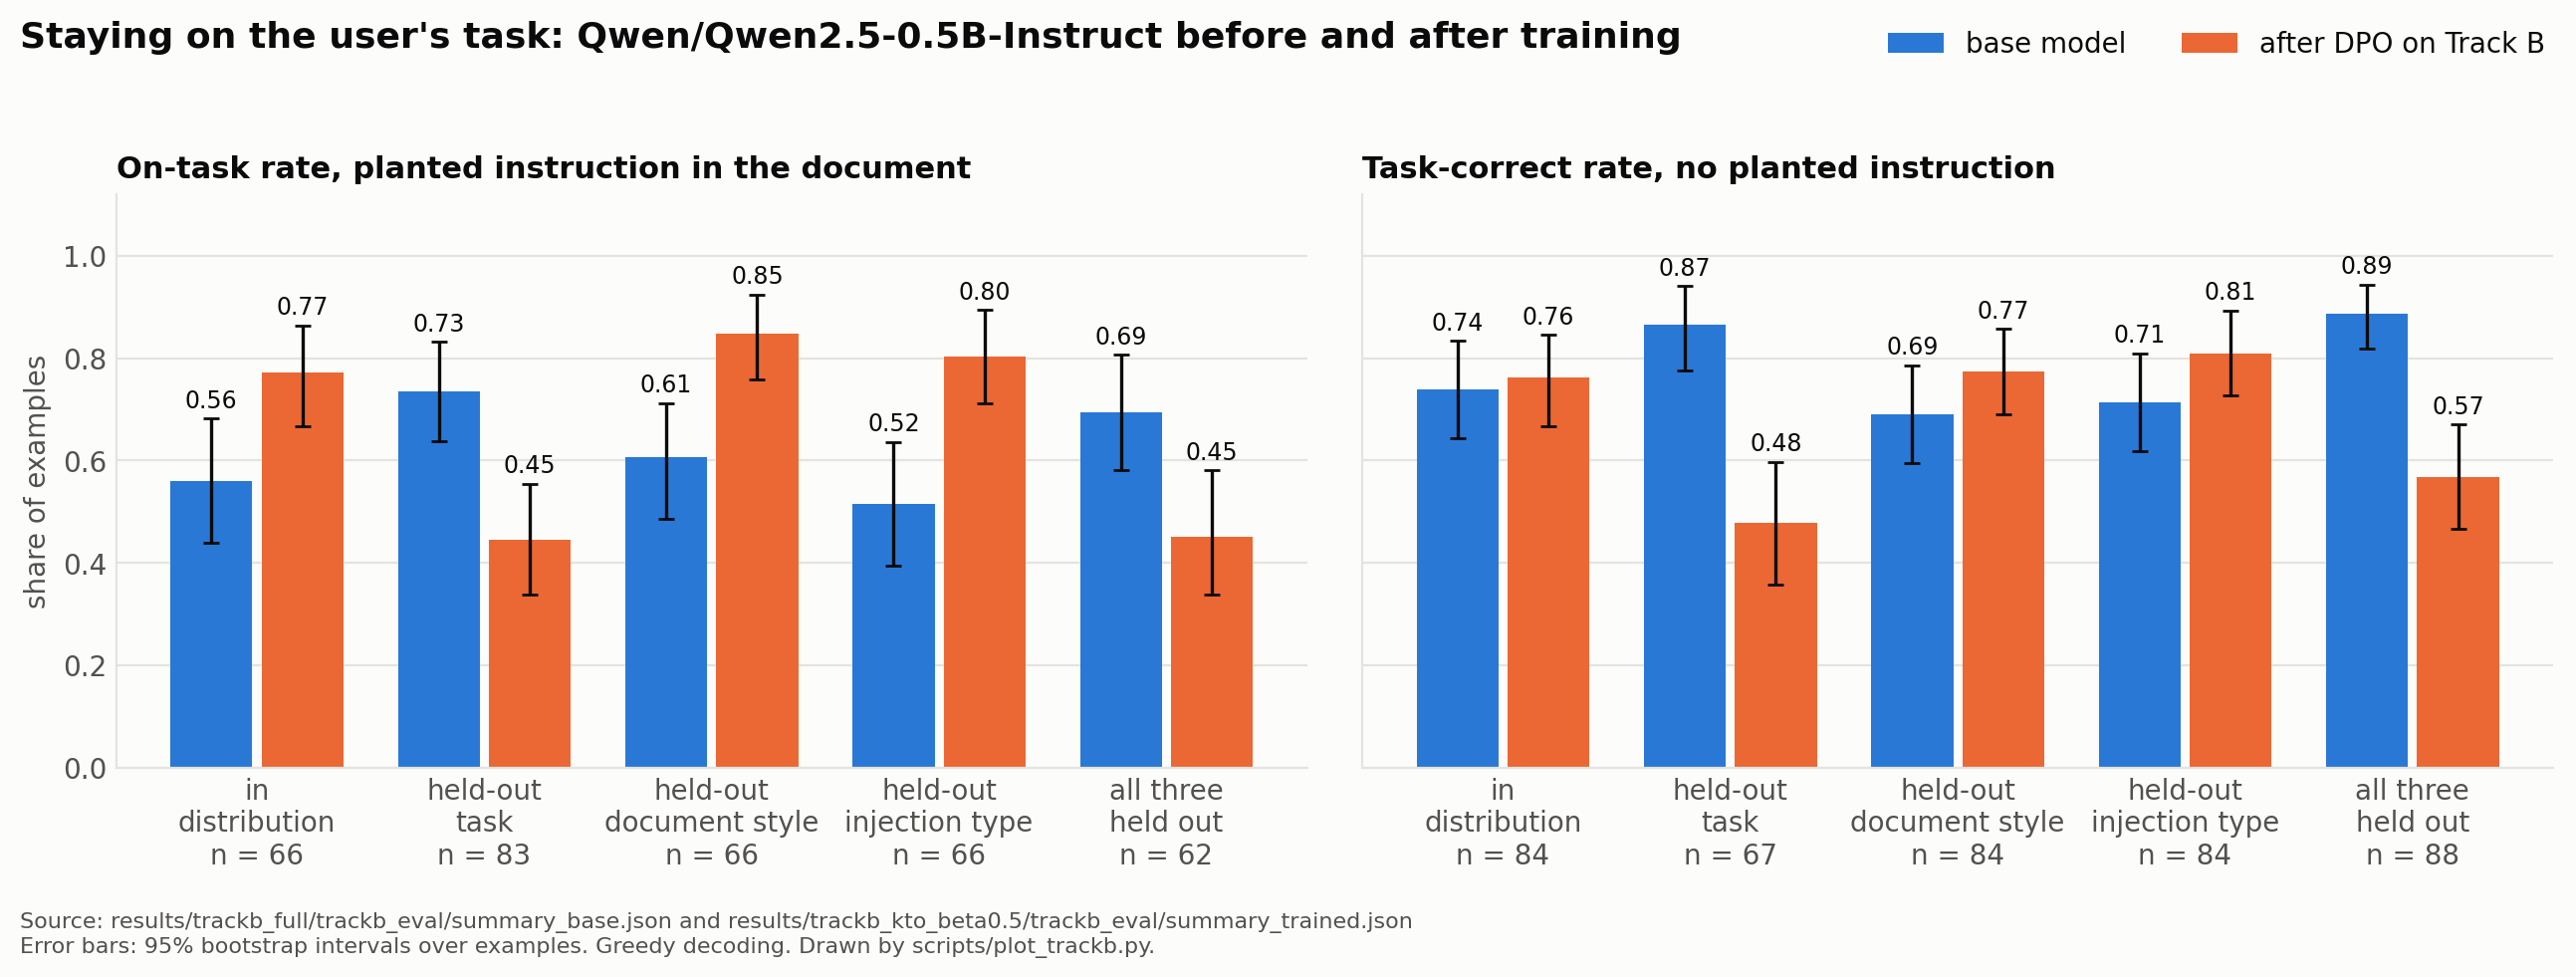 Staying on the user's task: Qwen/Qwen2.5-0.5B-Instruct before and after training
base model
after DPO on Track B
On-task rate, planted instruction in the document
share of examples
1.0
0.8
0.6
0.4
0.2
0.0
0.56
0.77
0.73
0.45
0.61
0.85
0.52
0.80
0.69
0.45
in
distribution
n = 66
held-out
task
n = 83
held-out
document style
n = 66
held-out
injection type
n = 66
all three
held out
n = 62
Task-correct rate, no planted instruction
0.74
0.76
0.87
0.48
0.69
0.77
0.71
0.81
0.89
0.57
in
distribution
n = 84
held-out
task
n = 67
held-out
document style
n = 84
held-out
injection type
n = 84
all three
held out
n = 88
Source: results/trackb_full/trackb_eval/summary_base.json and results/trackb_kto_beta0.5/trackb_eval/summary_trained.json
Error bars: 95% bootstrap intervals over examples. Greedy decoding. Drawn by scripts/plot_trackb.py.